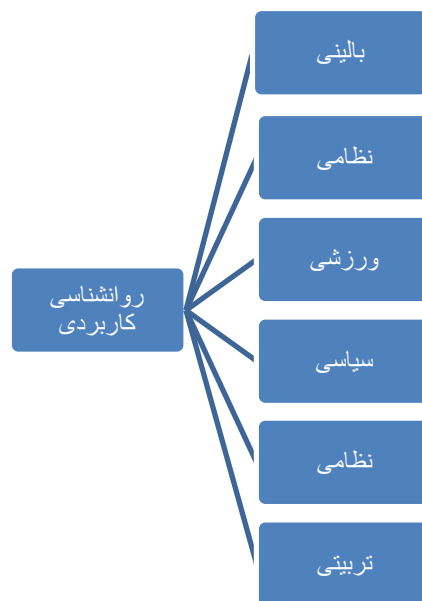 بالینی
نظامی
ورزشی
روانشناسی
کاربردی
سیاسی
نظامی
تربیتی